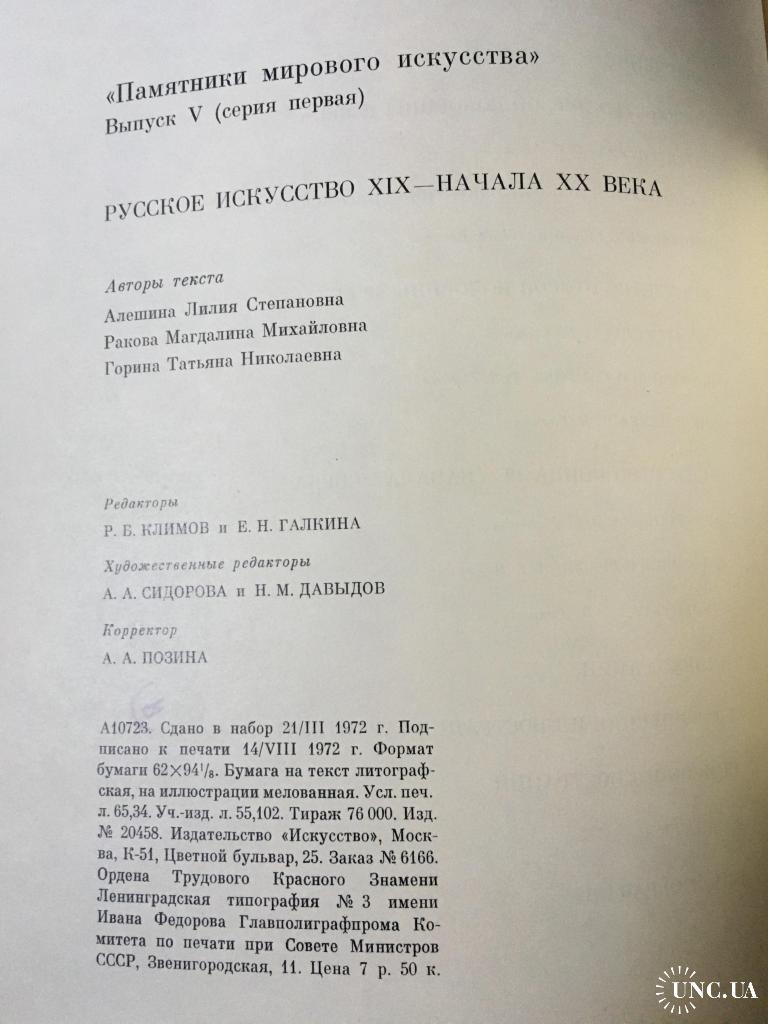 «Памятники мирового искусства»
Выпуск V (серия первая)
РУССКОЕ ИСКУССТВО XIX—НАЧАЛА XX ВЕКА
Авторы текста
Алешина Лилия Степановна
Ракова Магдалина Михайловна
Горина Татьяна Николаевна
Редакторы
Р. Б. КЛИМОВ и Е. Н. ГАЛКИНА
Художественные редакторы
А. А. СИДОРОВА и Н. М. ДАВЫДОВ
Корректор
А. А. ПОЗИНА
А10723. Сдано в набор 21/III 1972 г. Под-
писано к печати 14/VIII 1972 г. Формат
бумаги 62×94¹/₈. Бумага на текст литограф-
ская, на иллюстрации мелованная. Усл. печ.
л. 65,34. Уч.-изд. л. 55,102. Тираж 76 000. Изд.
№ 20458. Издательство «Искусство», Моск-
ва, К-51, Цветной бульвар, 25. Заказ № 6166.
Ордена Трудового Красного Знамени
Ленинградская типография № 3 имени
Ивана Федорова Главполиграфпрома Ко-
митета по печати при Совете Министров
СССР, Звенигородская, 11. Цена 7 р. 50 к.
UNC.UA